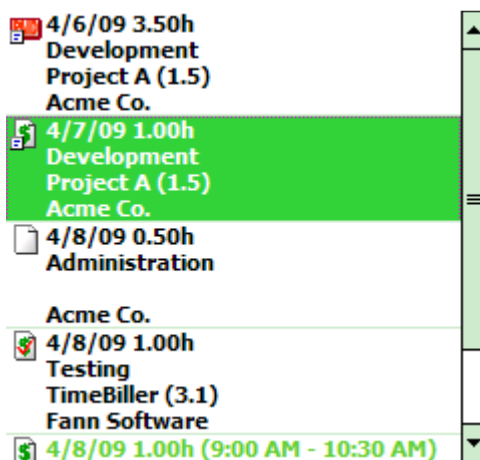 4/6/09 3.50h
Development
Project A (1.5)
Acme Co.
4/7/09 1.00h
Development
Project A (1.5)
Acme Co.
4/8/09 0.50h
Administration
Acme Co.
4/8/09 1.00h
Testing
TimeBiller (3.1)
Fann Software
4/8/09 1.00h (9:00 AM - 10:30 AM)